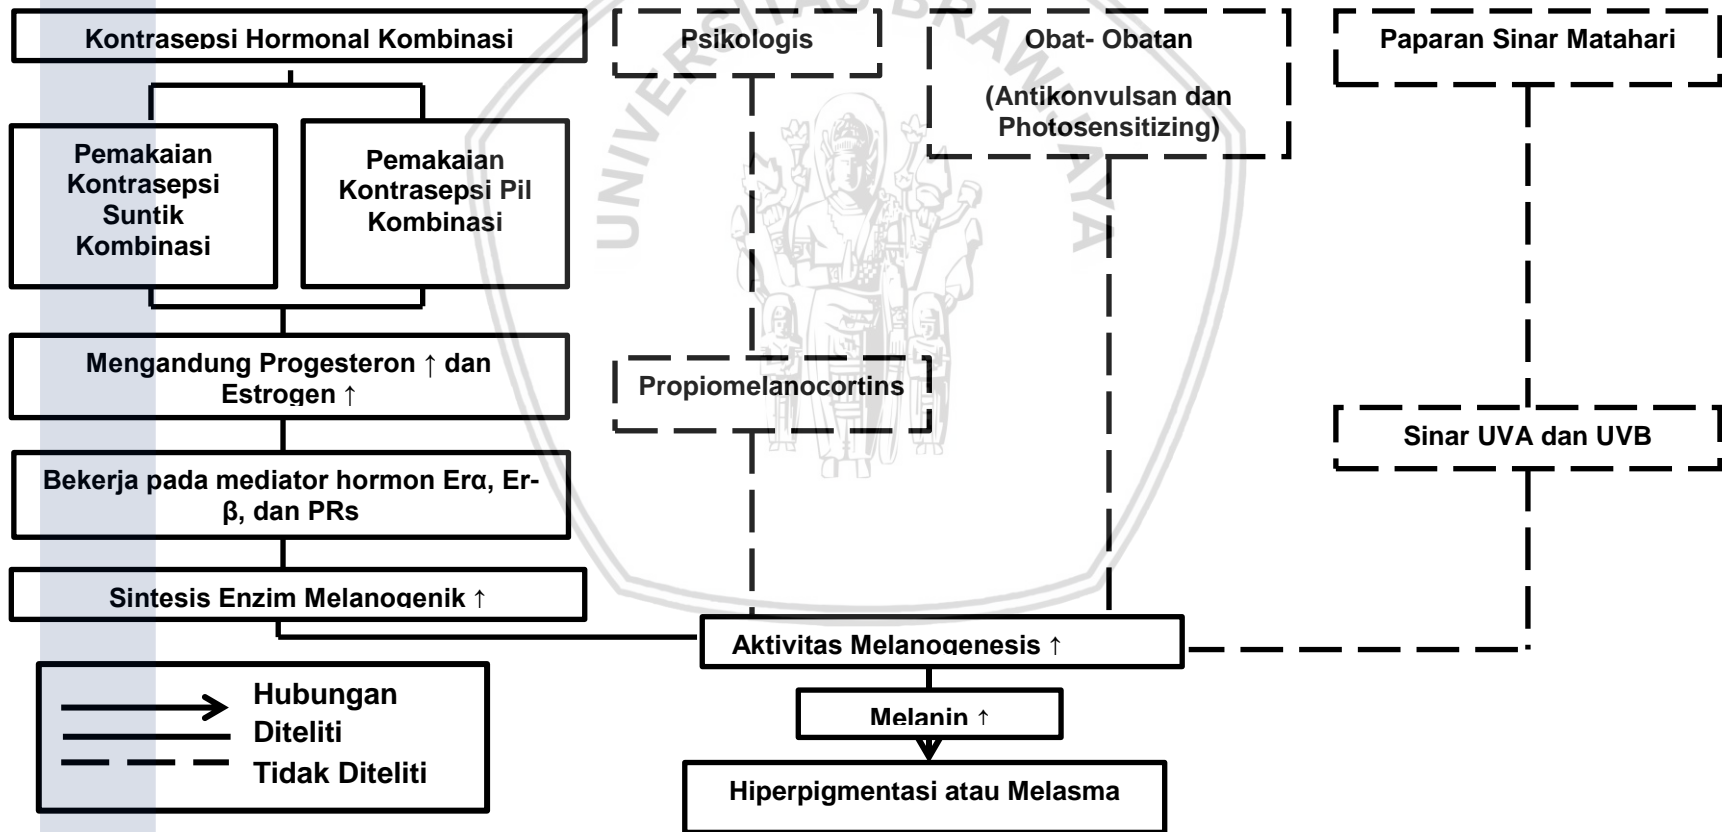 Kontrasepsi Hormonal Kombinasi
Psikologis
Obat- Obatan
(Antikonvulsan dan
Photosensitizing)
Paparan Sinar Matahari
Pemakaian
Kontrasepsi
Suntik
Kombinasi
Pemakaian
Kontrasepsi Pil
Kombinasi
UNIVERSITAS BRAWIJAYA
Mengandung Progesteron ↑ dan
Estrogen ↑
Propiomelanocortins
Sinar UVA dan UVB
Bekerja pada mediator hormon Erα, Er-
β, dan PRs
Sintesis Enzim Melanogenik ↑
Aktivitas Melanogenesis ↑
Melanin ↑
Hiperpigmentasi atau Melasma
Hubungan
Diteliti
Tidak Diteliti